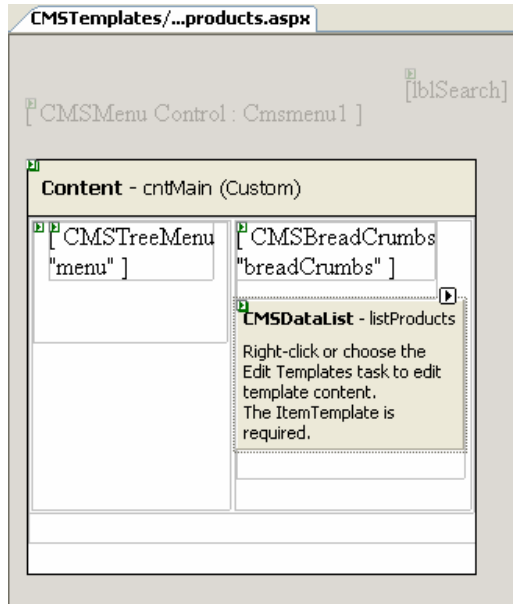 CMSTemplates/...products.aspx
[lblSearch]
[ CMSMenu Control : Cmsmenu1 ]
Content - cntMain (Custom)
[ CMSTreeMenu
"menu" ]
[ CMSBreadCrumbs
"breadCrumbs" ]
CMSDataList - listProducts
Right-click or choose the
Edit Templates task to edit
template content.
The ItemTemplate is
required.